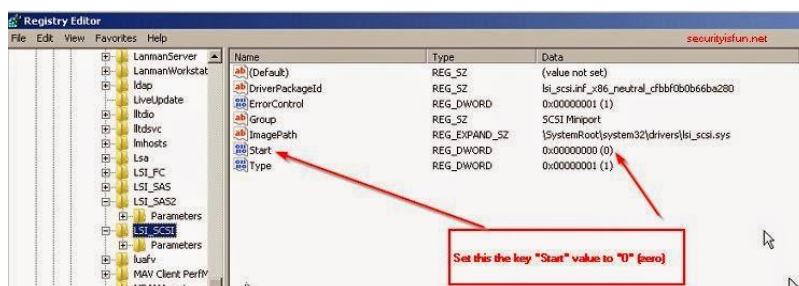 Registry Editor
File Edit View Favorites Help
securityisfun.net
LanmanServer
LanmanWorkstat
ldap
LiveUpdate
lltdio
lltdsvc
lmhosts
Lsa
LSI_FC
LSI_SAS
LSI_SAS2
Parameters
LSI_SCSI
Parameters
luafv
MAV Client PerfM
Name Type Data
(Default) REG_SZ (value not set)
DriverPackageId REG_SZ lsi_scsi.inf_x86_neutral_cfbbf0b0b66ba280
ErrorControl REG_DWORD 0x00000001 (1)
Group REG_SZ SCSI Miniport
ImagePath REG_EXPAND_SZ \SystemRoot\system32\drivers\lsi_scsi.sys
Start REG_DWORD 0x00000000 (0)
Type REG_DWORD 0x00000001 (1)
Set this the key "Start" value to "0" (zero)